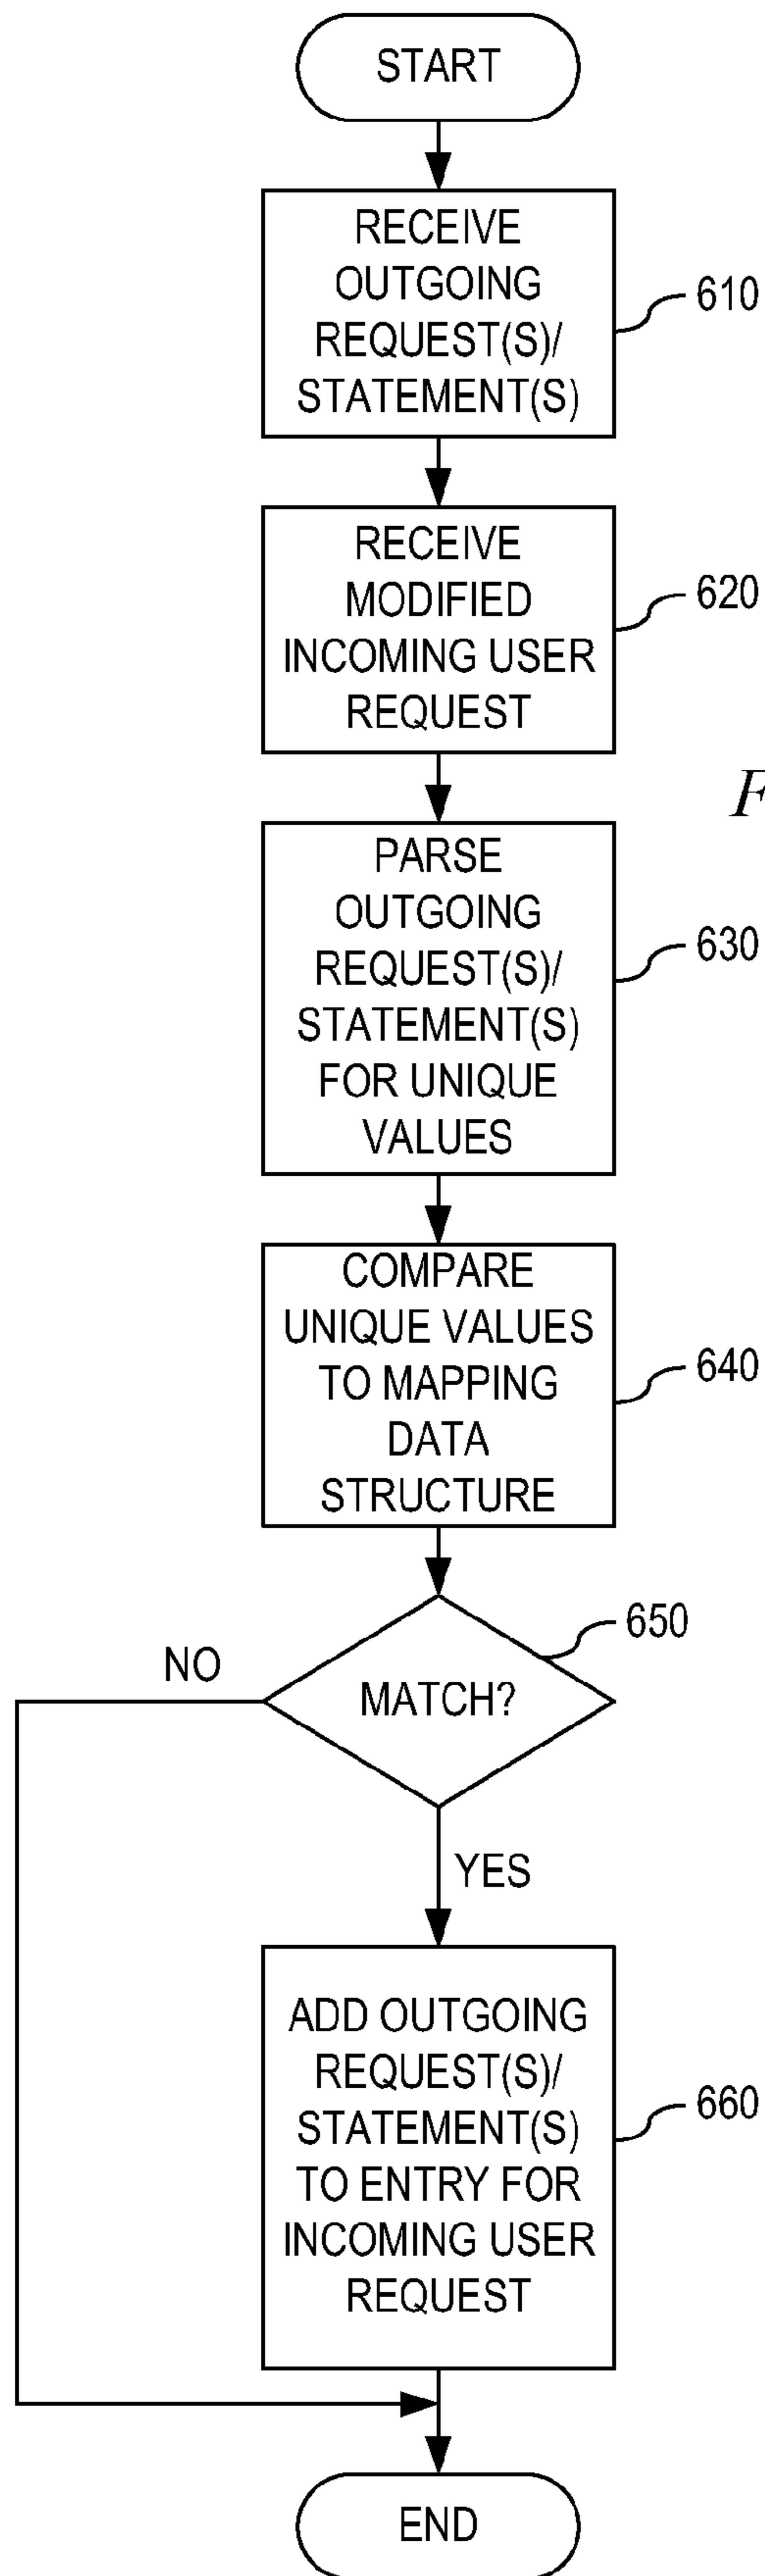 START
RECEIVE
OUTGOING
REQUEST(S)/
STATEMENT(S)
610
RECEIVE
MODIFIED
INCOMING USER
REQUEST
620
F
PARSE
OUTGOING
REQUEST(S)/
STATEMENT(S)
FOR UNIQUE
VALUES
630
COMPARE
UNIQUE VALUES
TO MAPPING
DATA
STRUCTURE
640
650
NO
MATCH?
YES
ADD OUTGOING
REQUEST(S)/
STATEMENT(S)
TO ENTRY FOR
INCOMING USER
REQUEST
660
END